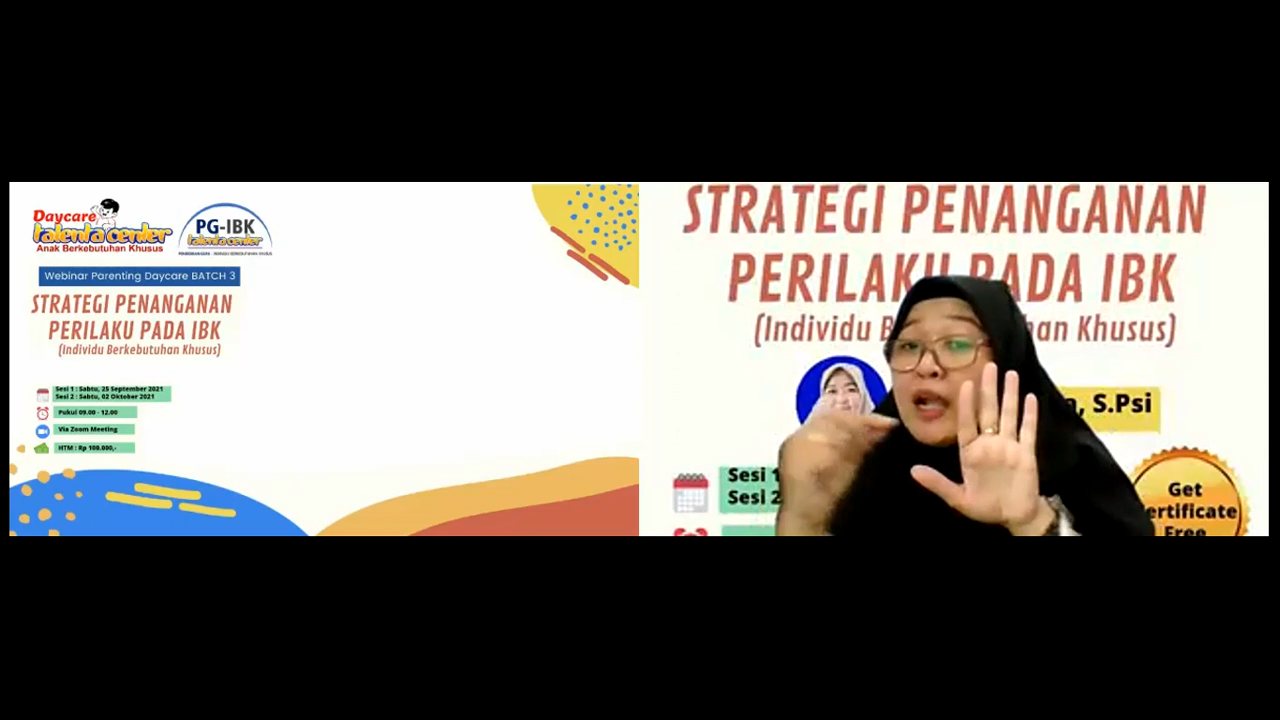 Daycare
talenta center
Anak Berkebutuhan Khusus
PG-IBK
talenta center
Webinar Parenting Daycare BATCH 3
STRATEGI PENANGANAN
PERILAKU PADA IBK
(Individu Berkebutuhan Khusus)
Sesi 1 : Sabtu, 25 September 2021
Sesi 2 : Sabtu, 02 Oktober 2021
Pukul 09.00 - 12.00
Via Zoom Meeting
HTM : Rp 100.000,-
STRATEGI PENANGANAN
PERILAKU PADA IBK
(Individu B han Khusus)
, S.Psi
Sesi 1
Sesi 2
Get
ertificate
Free